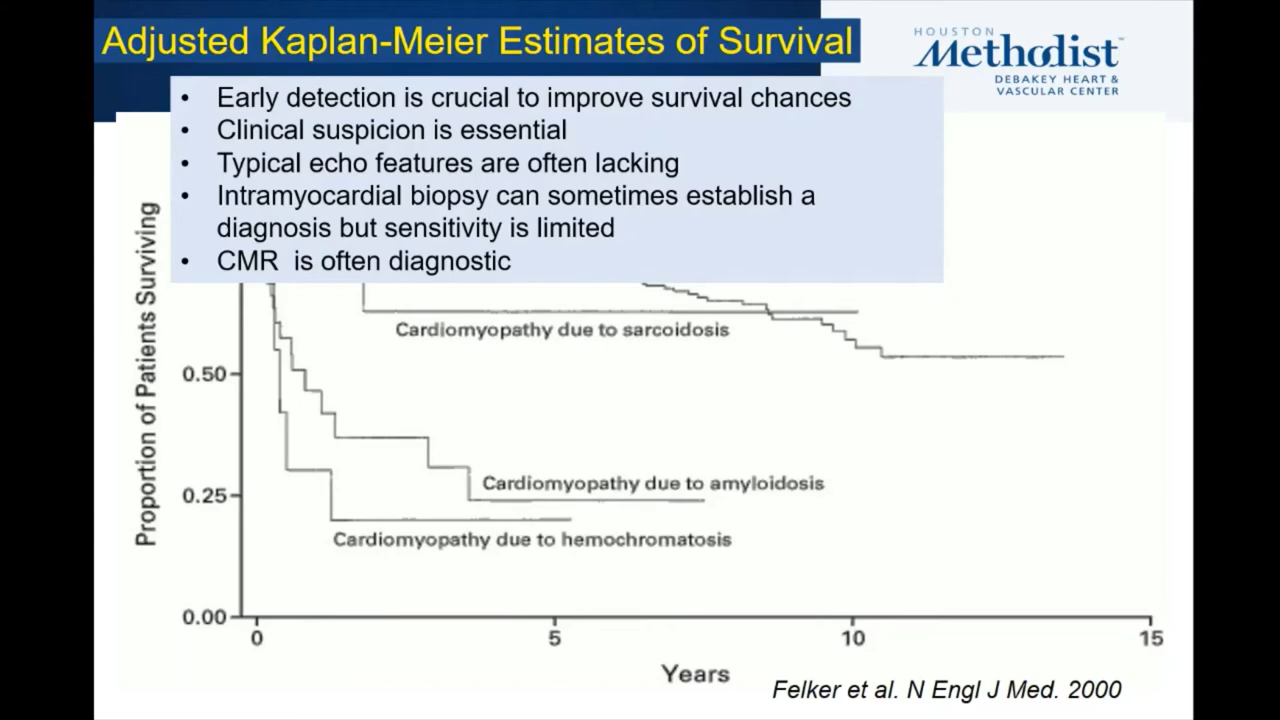 Adjusted Kaplan-Meier Estimates of Survival
HOUSTON
Methodist™
DEBAKEY HEART &
VASCULAR CENTER
• Early detection is crucial to improve survival chances
• Clinical suspicion is essential
• Typical echo features are often lacking
• Intramyocardial biopsy can sometimes establish a
diagnosis but sensitivity is limited
• CMR is often diagnostic
Proportion of Patients Surviving
Cardiomyopathy due to sarcoidosis
0.50
Cardiomyopathy due to amyloidosis
0.25
Cardiomyopathy due to hemochromatosis
0.00
0 5 10 15
Years
Felker et al. N Engl J Med. 2000